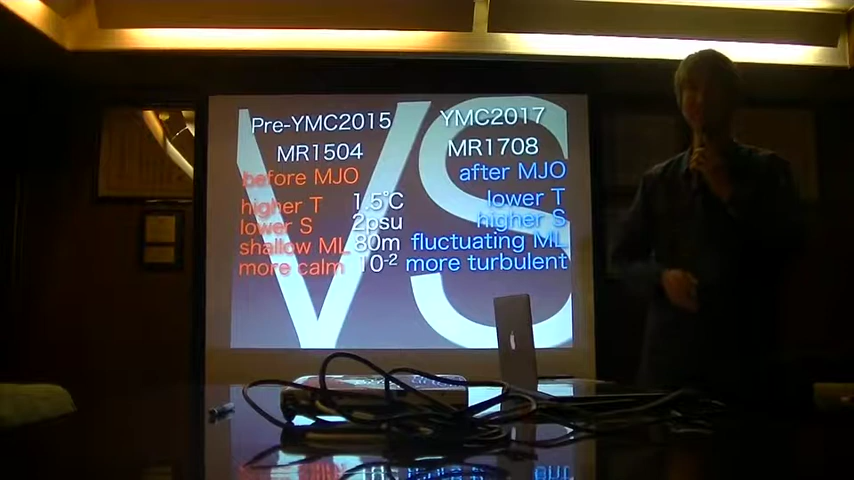 Pre-YMC2015 YMC2017
MR1504 MR1708
before MJO after MJO
higher T 1.5℃ lower T
lower S 2psu higher S
shallow ML 80m fluctuating ML
more calm 10-2 more turbulent
VS